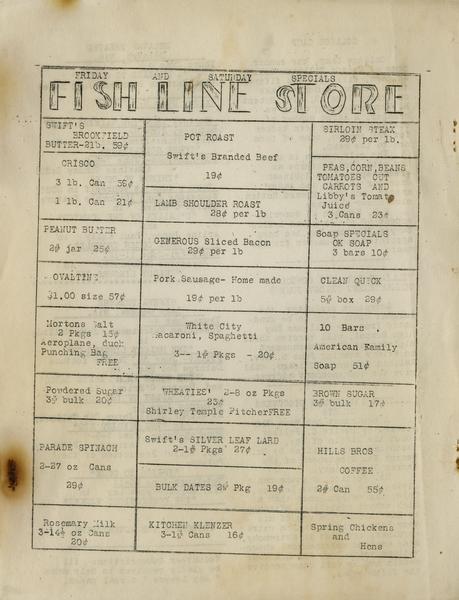 FRIDAY AND SATURDAY SPECIALS
FISH LINE STORE
SWIFT'S
BROOKFIELD
BUTTER-2lb. 59¢
CRISCO
3 lb. Can 56¢
1 lb. Can 21¢
PEANUT BUTTER
2# jar 25¢
OVALTINE
$1.00 size 57¢
Mortons Salt
2 Pkgs 15¢
Aeroplane, duck
Punching Bag
FREE
Powdered Sugar
3# bulk 20¢
PARADE SPINACH
2-27 oz Cans
29¢
Rosemary Milk
3-14½ oz Cans
20¢
POT ROAST
Swift's Branded Beef
19¢
LAMB SHOULDER ROAST
28¢ per lb
GENEROUS Sliced Bacon
29¢ per lb
Pork Sausage- Home made
19¢ per lb
White City
Macaroni, Spaghetti
3-- 1# Pkgs - 20¢
WHEATIES' 2-8 oz Pkgs
23¢
Shirley Temple PitcherFREE
Swift's SILVER LEAF LARD
2-1# Pkgs 27¢
BULK DATES 2# Pkg 19¢
KITCHEN KLENZER
3-1# Cans 16¢
SIRLOIN STEAK
29¢ per lb.
PEAS,CORN,BEANS
TOMATOES CUT
CARROTS AND
Libby's Tomato
Juice
3 Cans 23¢
Soap SPECIALS
OK SOAP
3 bars 10¢
CLEAN QUICK
5# box 29¢
10 Bars .
American Family
Soap 51¢
BROWN SUGAR
3# bulk 17¢
HILLS BROS
COFFEE
2# Can 55¢
Spring Chickens
and
Hens